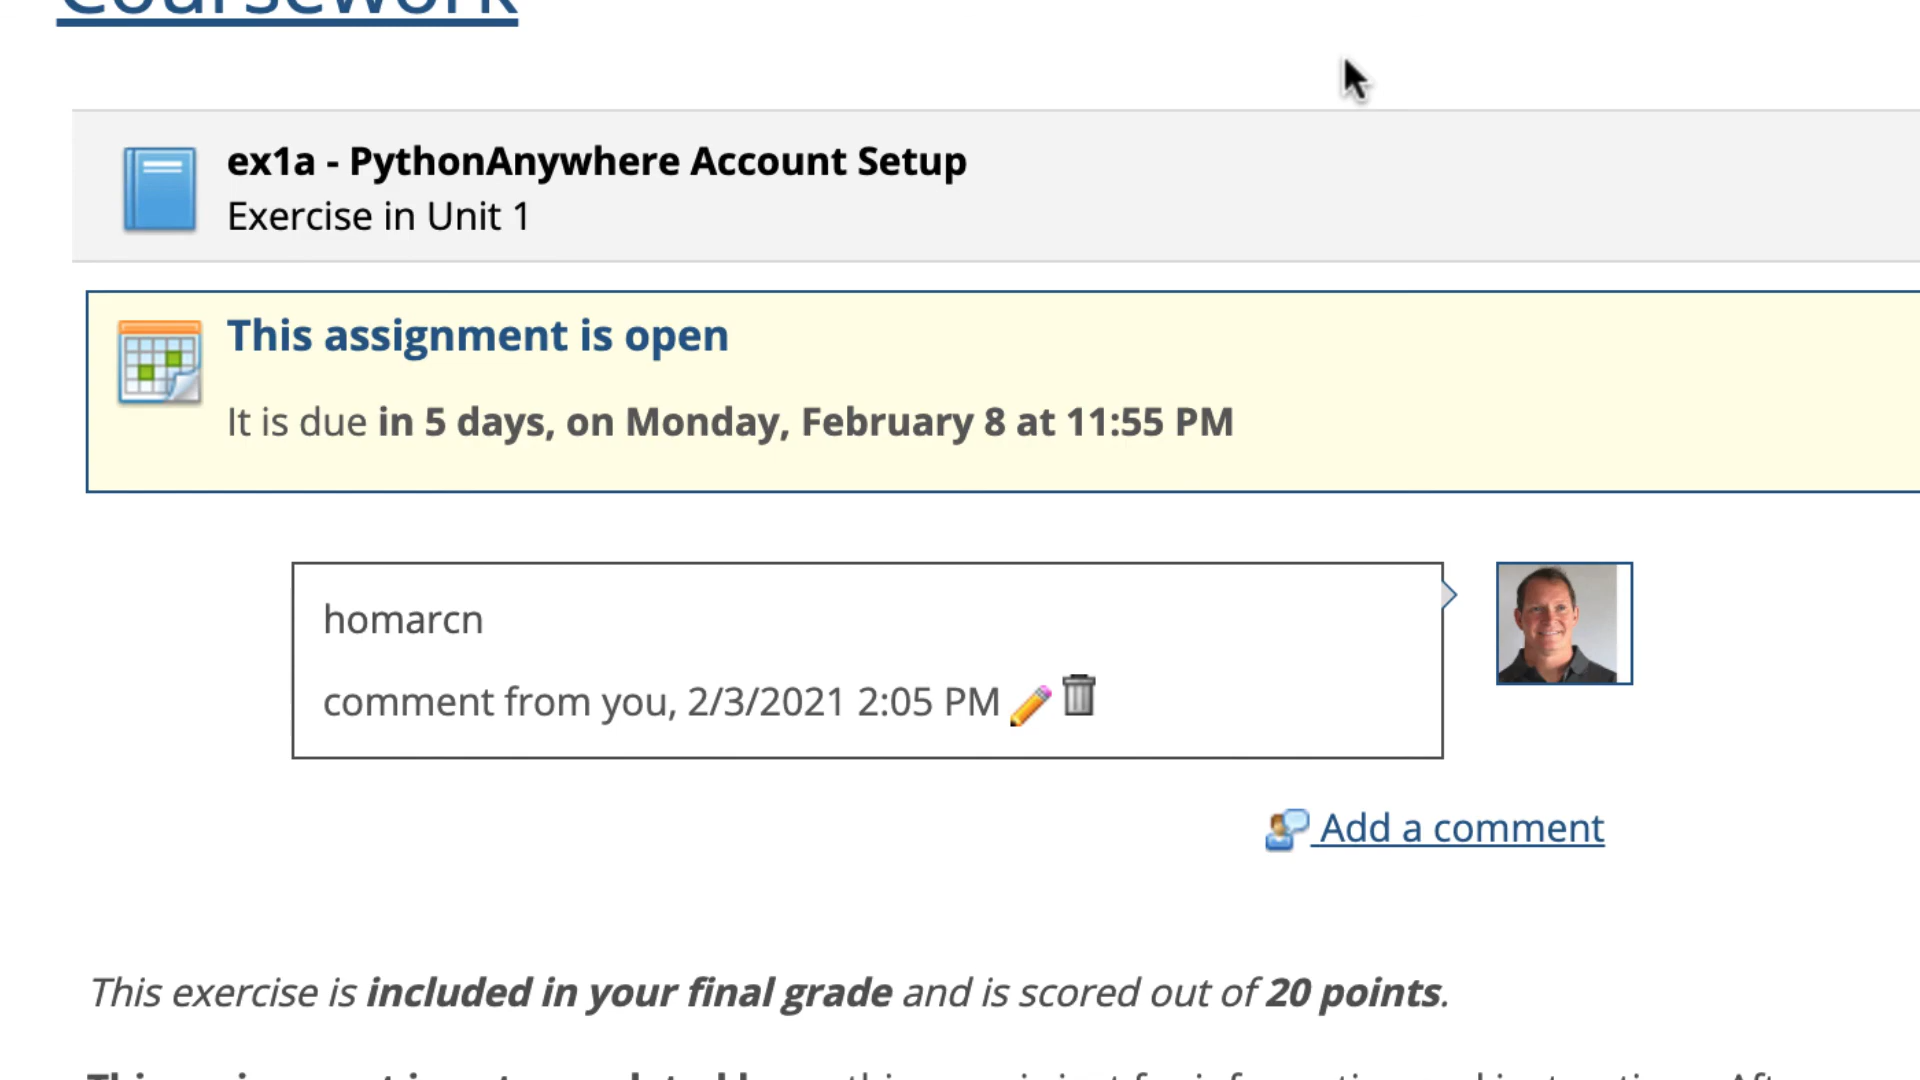 Coursework
ex1a - PythonAnywhere Account Setup
Exercise in Unit 1
This assignment is open
It is due in 5 days, on Monday, February 8 at 11:55 PM
homarcn
comment from you, 2/3/2021 2:05 PM
Add a comment
This exercise is included in your final grade and is scored out of 20 points.